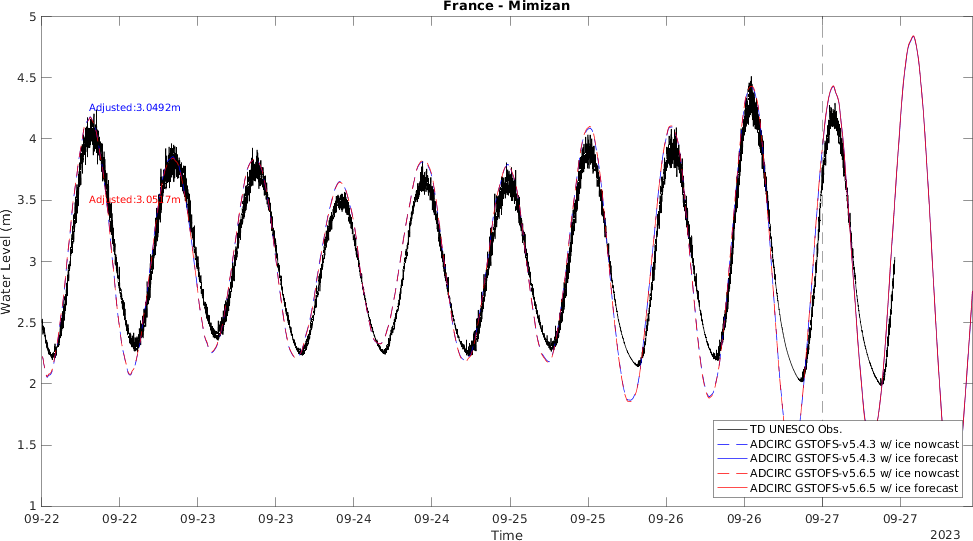 France - Mimizan
Water Level (m)
5
4.5
4
3.5
3
2.5
2
1.5
1
Adjusted:3.0492m
TD UNESCO Obs.
ADCIRC GSTOFS-v5.4.3 w/ ice nowcast
ADCIRC GSTOFS-v5.4.3 w/ ice forecast
ADCIRC GSTOFS-v5.6.5 w/ ice nowcast
ADCIRC GSTOFS-v5.6.5 w/ ice forecast
09-22 09-22 09-23 09-23 09-24 09-24 09-25 09-25 09-26 09-26 09-27 09-27
Time
2023